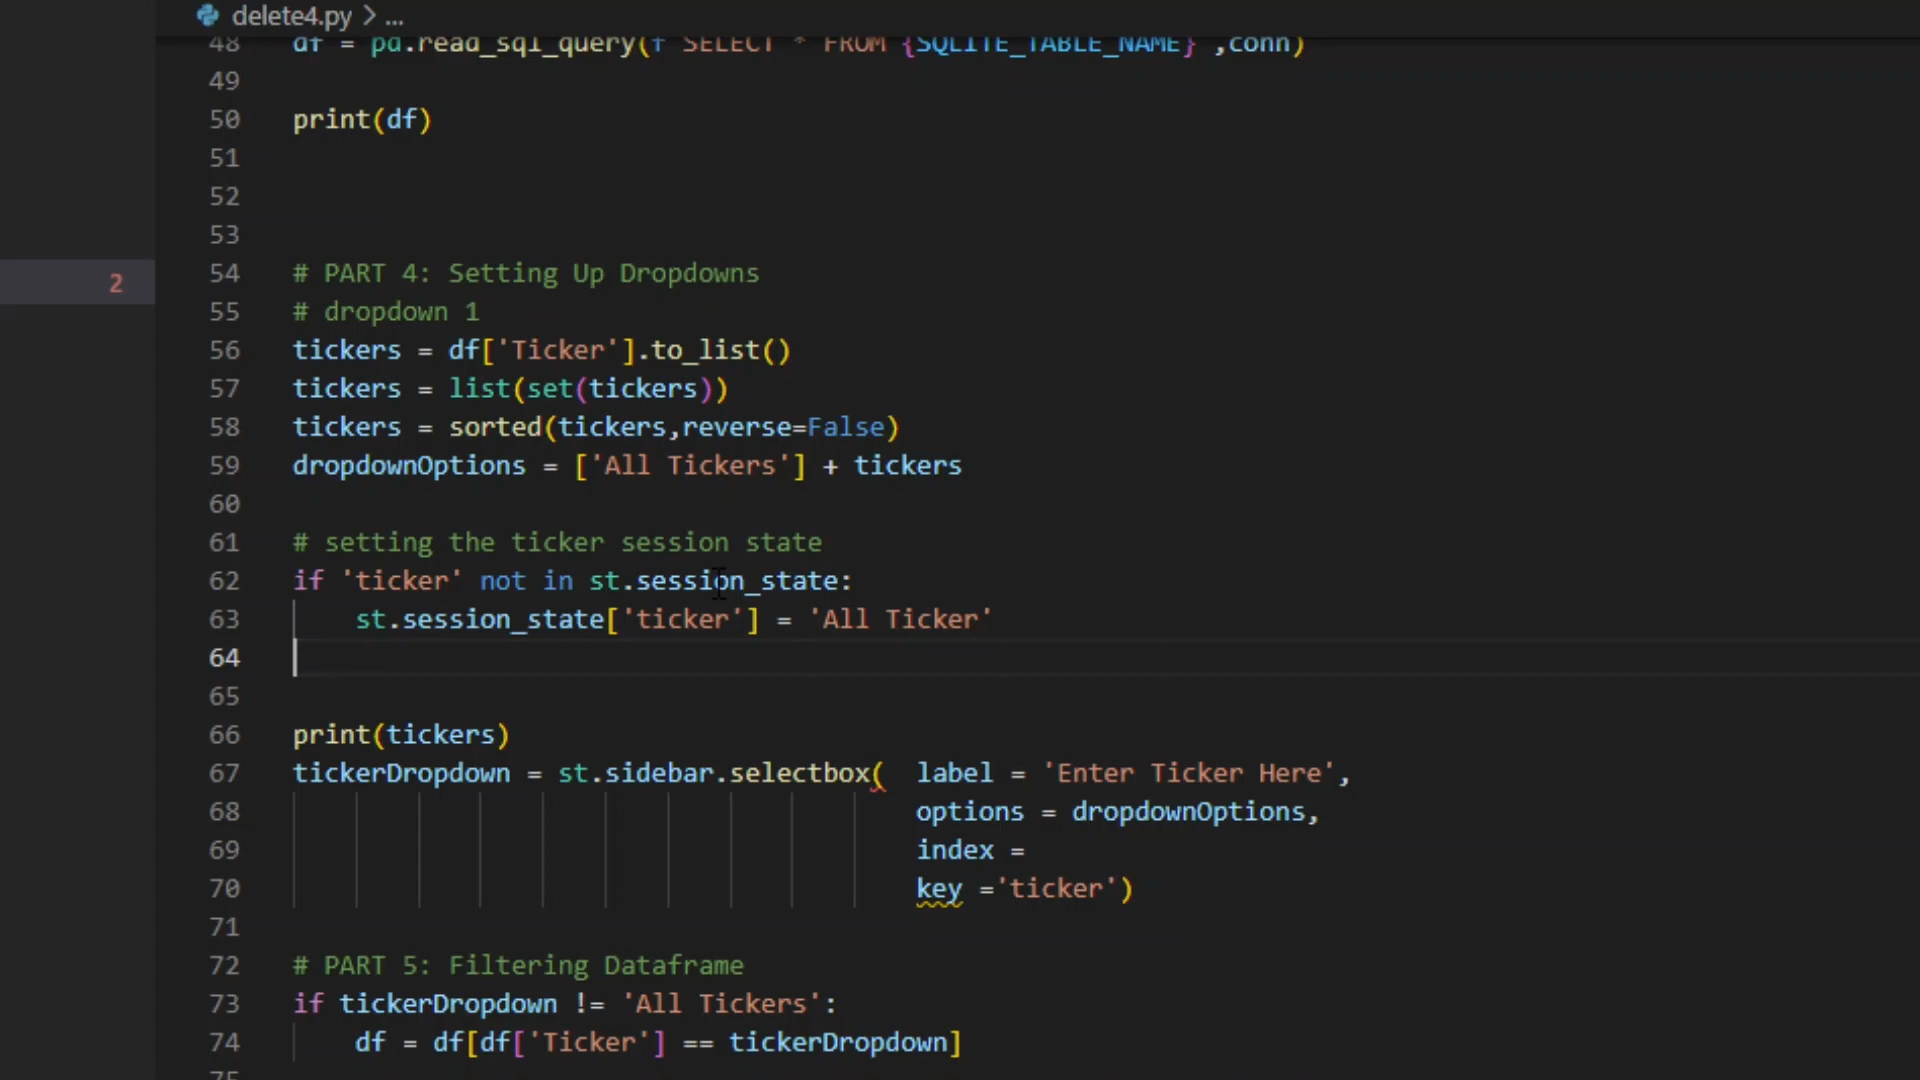 delete4.py > ...
48 df = pd.read_sql_query(f"SELECT * FROM {SQLITE_TABLE_NAME}",conn)
49
50 print(df)
51
52
53
2
54 # PART 4: Setting Up Dropdowns
55 # dropdown 1
56 tickers = df['Ticker'].to_list()
57 tickers = list(set(tickers))
58 tickers = sorted(tickers,reverse=False)
59 dropdownOptions = ['All Tickers'] + tickers
60
61 # setting the ticker session state
62 if 'ticker' not in st.session_state:
63 st.session_state['ticker'] = 'All Ticker'
64
65
66 print(tickers)
67 tickerDropdown = st.sidebar.selectbox( label = 'Enter Ticker Here',
68 options = dropdownOptions,
69 index =
70 key ='ticker')
71
72 # PART 5: Filtering Dataframe
73 if tickerDropdown != 'All Tickers':
74 df = df[df['Ticker'] == tickerDropdown]
75